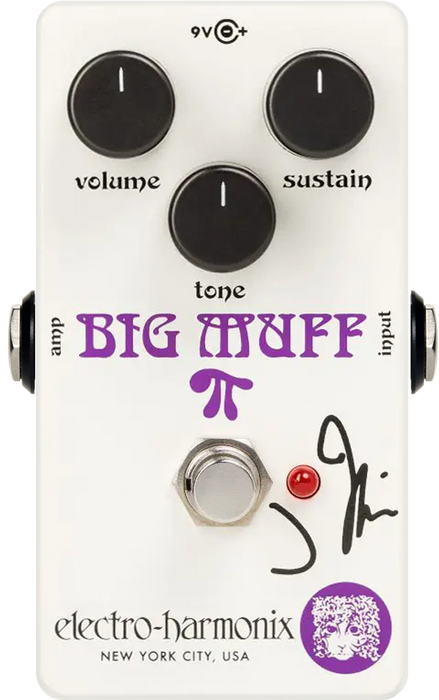 9V
volume
sustain
tone
amp
BIG MUFF
input
π
electro-harmonix
NEW YORK CITY, USA